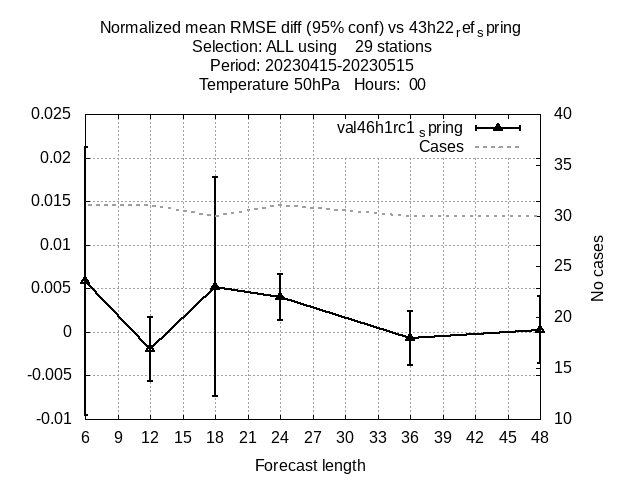 Normalized mean RMSE diff (95% conf) vs 43h22refspring
Selection: ALL using 29 stations
Period: 20230415-20230515
Temperature 50hPa Hours: 00
val46h1rc1spring
Cases
0.025
0.02
0.015
0.01
0.005
0
-0.005
-0.01
40
35
30
25
20
15
10
No cases
6 9 12 15 18 21 24 27 30 33 36 39 42 45 48
Forecast length